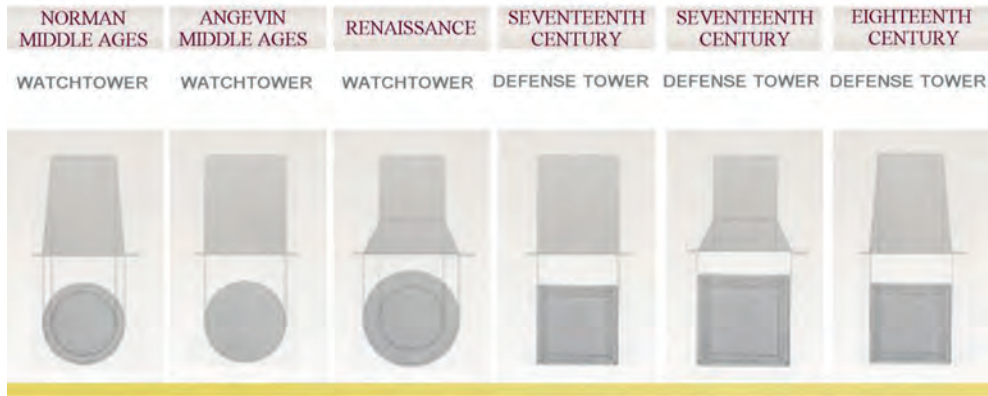 NORMAN
MIDDLE AGES
WATCHTOWER
ANGEVIN
MIDDLE AGES
WATCHTOWER
RENAISSANCE
WATCHTOWER
SEVENTEENTH
CENTURY
DEFENSE TOWER
SEVENTEENTH
CENTURY
DEFENSE TOWER
EIGHTEENTH
CENTURY
DEFENSE TOWER